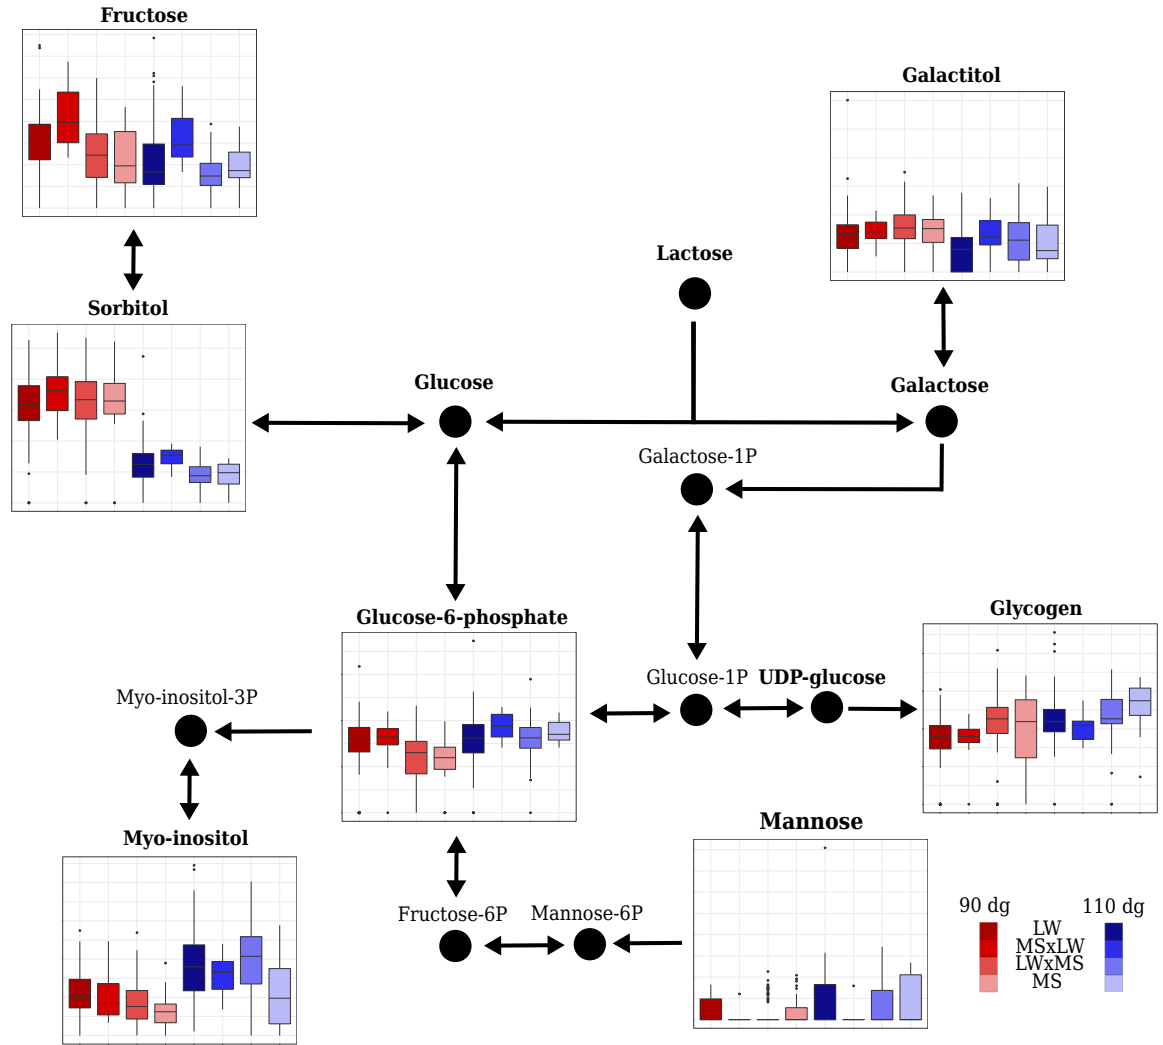 Fructose
Galactitol
Lactose
Sorbitol
Glucose
Galactose
Galactose-1P
Glucose-6-phosphate
Glycogen
Glucose-1P
UDP-glucose
Myo-inositol-3P
Myo-inositol
Mannose
Fructose-6P
Mannose-6P
90 dg
110 dg
LW
MSxLW
LWxMS
MS